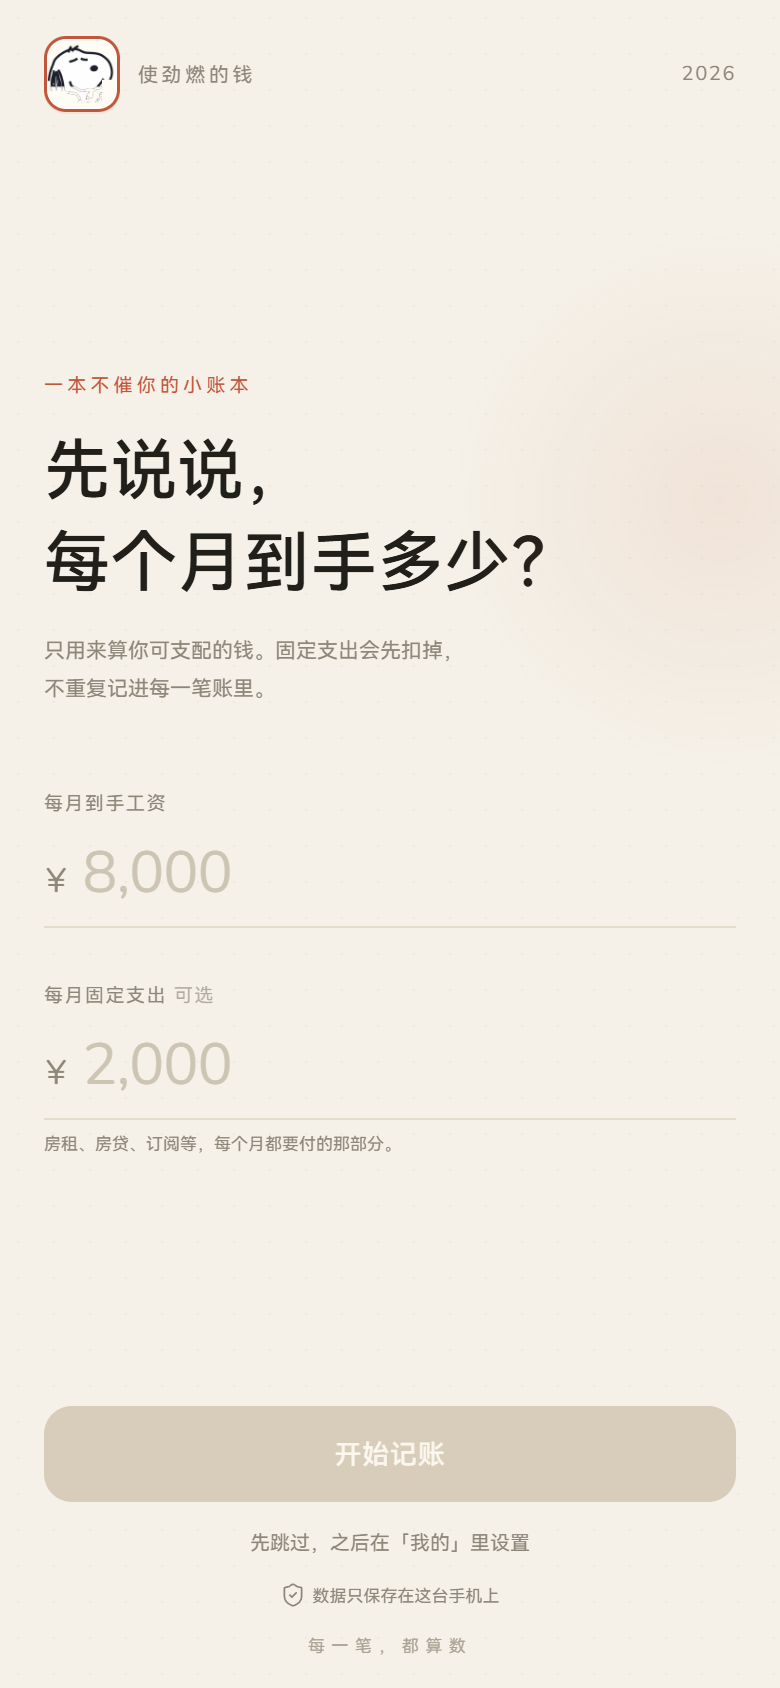 使劲燃的钱
2026
一本不催你的小账本
先说说，
每个月到手多少？
只用来算你可支配的钱。固定支出会先扣掉，
不重复记进每一笔账里。
每月到手工资
¥ 8,000
每月固定支出 可选
¥ 2,000
房租、房贷、订阅等，每个月都要付的那部分。
开始记账
先跳过，之后在「我的」里设置
数据只保存在这台手机上
每一笔，都算数